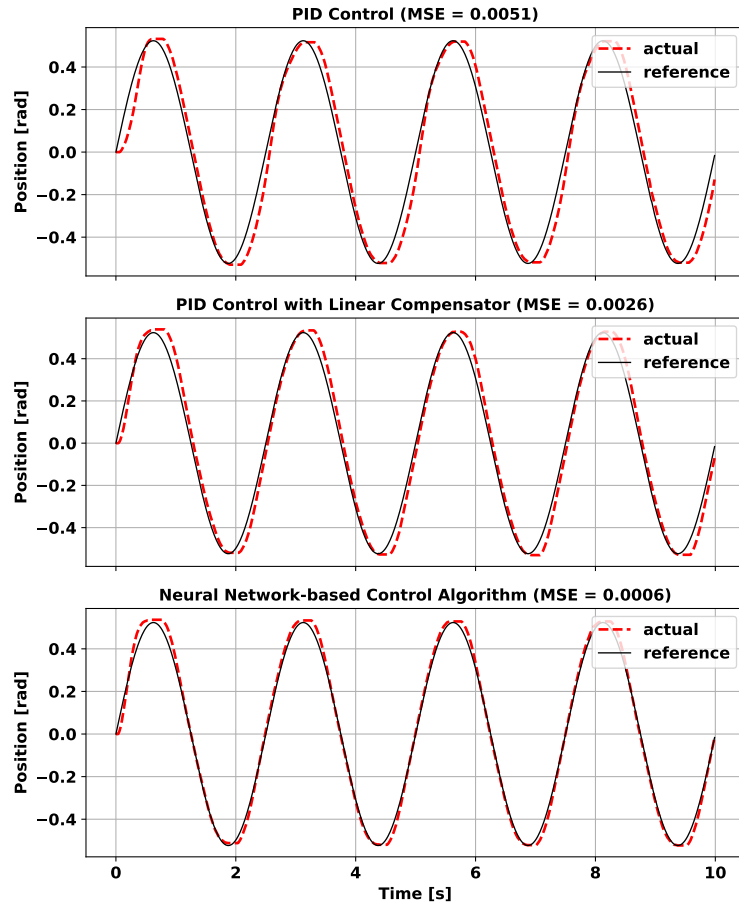 PID Control (MSE = 0.0051)
0.4
0.2
0.0
−0.2
−0.4
Position [rad]
actual
reference
PID Control with Linear Compensator (MSE = 0.0026)
0.4
0.2
0.0
−0.2
−0.4
Position [rad]
actual
reference
Neural Network-based Control Algorithm (MSE = 0.0006)
0.4
0.2
0.0
−0.2
−0.4
Position [rad]
actual
reference
0 2 4 6 8 10
Time [s]